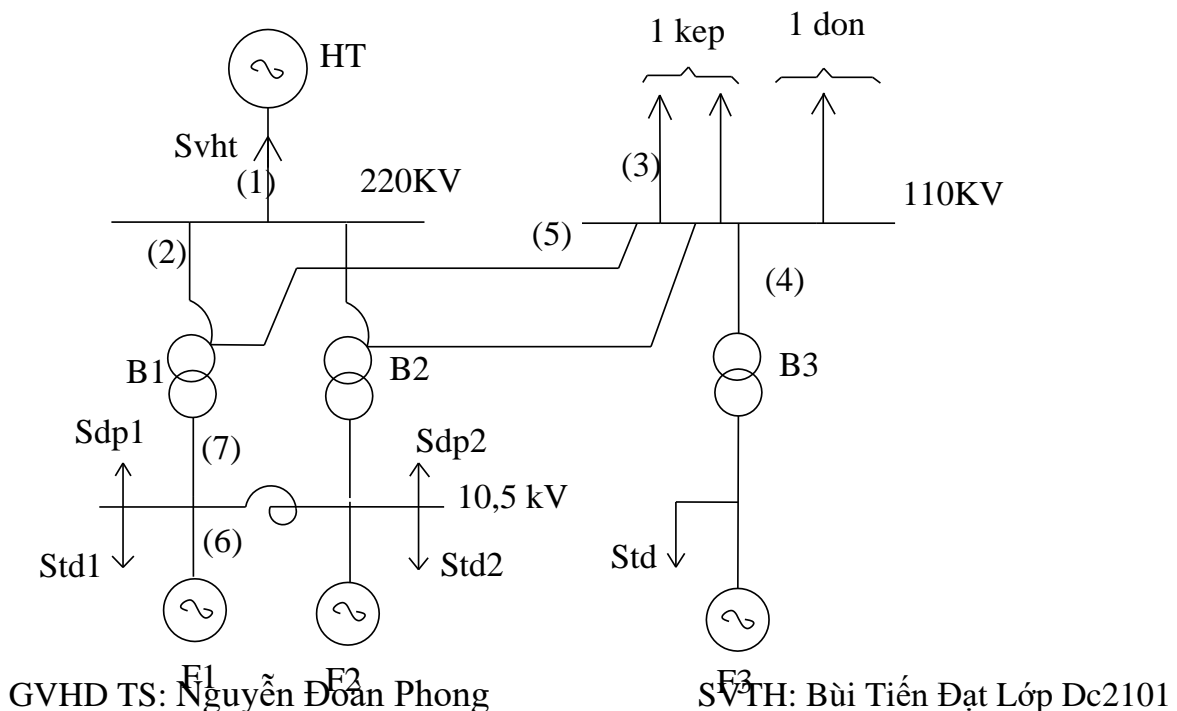 1 kep
1 don
HT
Svht
(1)
220KV
(3)
110KV
(5)
(2)
(4)
B1
B2
B3
Sdp1
(7)
Sdp2
10,5 kV
(6)
Std1
Std2
Std
F1
F2
F3
GVHD TS: Nguyễn Đoàn Phong
SVTH: Bùi Tiến Đạt Lớp Dc2101